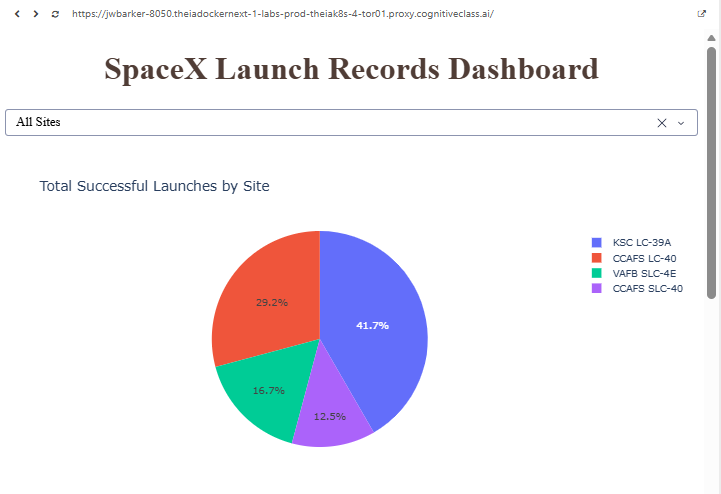 https://jwbarker-8050.theiadockernext-1-labs-prod-theiak8s-4-tor01.proxy.cognitiveclass.ai/
SpaceX Launch Records Dashboard
All Sites
Total Successful Launches by Site
KSC LC-39A
CCAFS LC-40
VAFB SLC-4E
CCAFS SLC-40
29.2%
41.7%
16.7%
12.5%